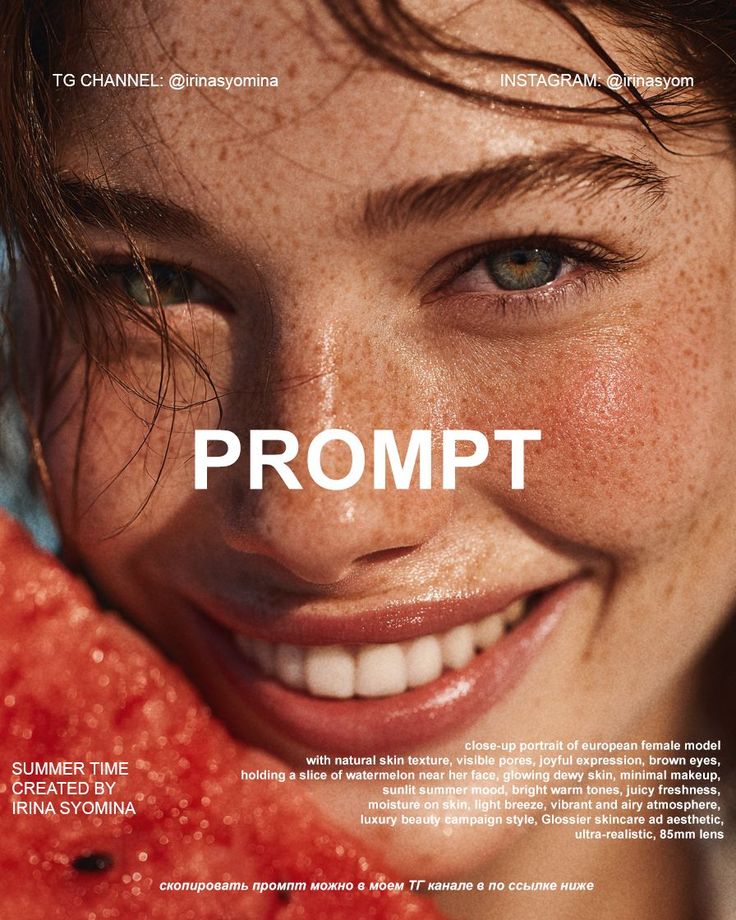 TG CHANNEL: @irinasyomina
INSTAGRAM: @irinasyom
PROMPT
close-up portrait of european female model
with natural skin texture, visible pores, joyful expression, brown eyes,
holding a slice of watermelon near her face, glowing dewy skin, minimal makeup,
sunlit summer mood, bright warm tones, juicy freshness,
moisture on skin, light breeze, vibrant and airy atmosphere,
luxury beauty campaign style, Glossier skincare ad aesthetic,
ultra-realistic, 85mm lens
SUMMER TIME
CREATED BY
IRINA SYOMINA
скопировать промпт можно в моем ТГ канале в по ссылке ниже